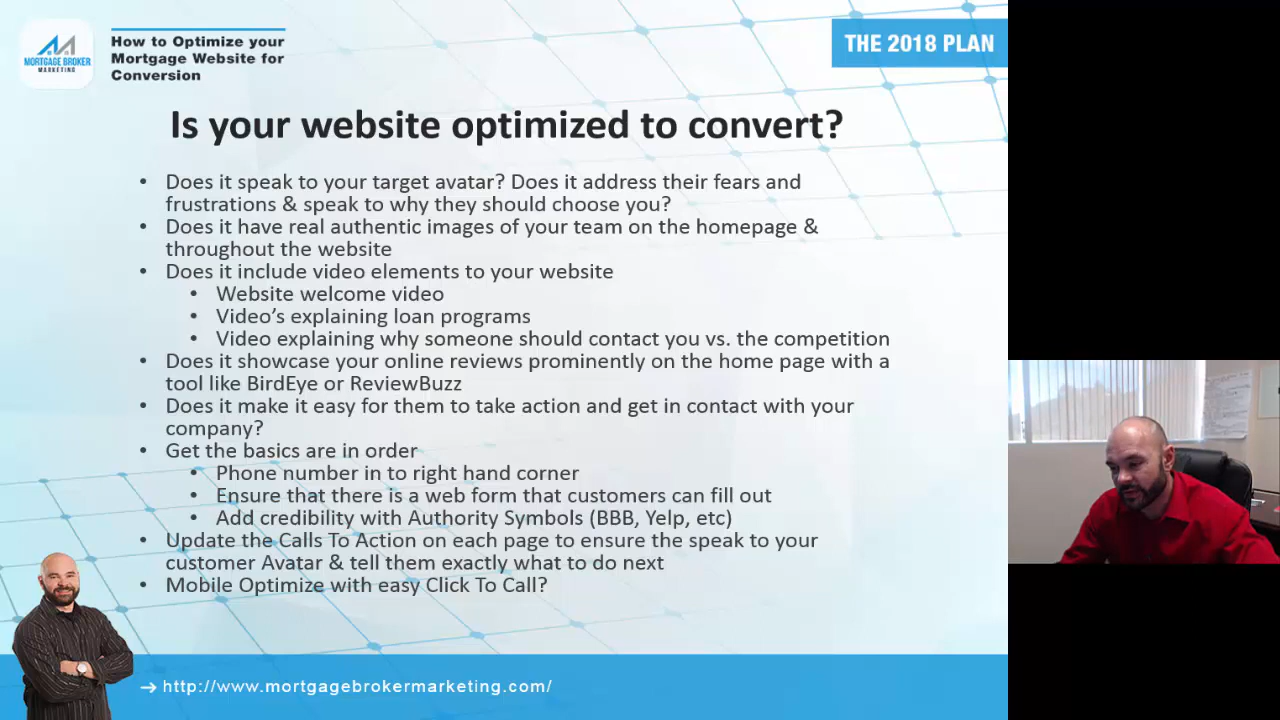 MORTGAGE BROKER
MARKETING
How to Optimize your
Mortgage Website for
Conversion
THE 2018 PLAN
Is your website optimized to convert?
• Does it speak to your target avatar? Does it address their fears and
frustrations & speak to why they should choose you?
• Does it have real authentic images of your team on the homepage &
throughout the website
• Does it include video elements to your website
• Website welcome video
• Video's explaining loan programs
• Video explaining why someone should contact you vs. the competition
• Does it showcase your online reviews prominently on the home page with a
tool like BirdEye or ReviewBuzz
• Does it make it easy for them to take action and get in contact with your
company?
• Get the basics are in order
• Phone number in to right hand corner
• Ensure that there is a web form that customers can fill out
• Add credibility with Authority Symbols (BBB, Yelp, etc)
• Update the Calls To Action on each page to ensure the speak to your
customer Avatar & tell them exactly what to do next
• Mobile Optimize with easy Click To Call?
http://www.mortgagebrokermarketing.com/